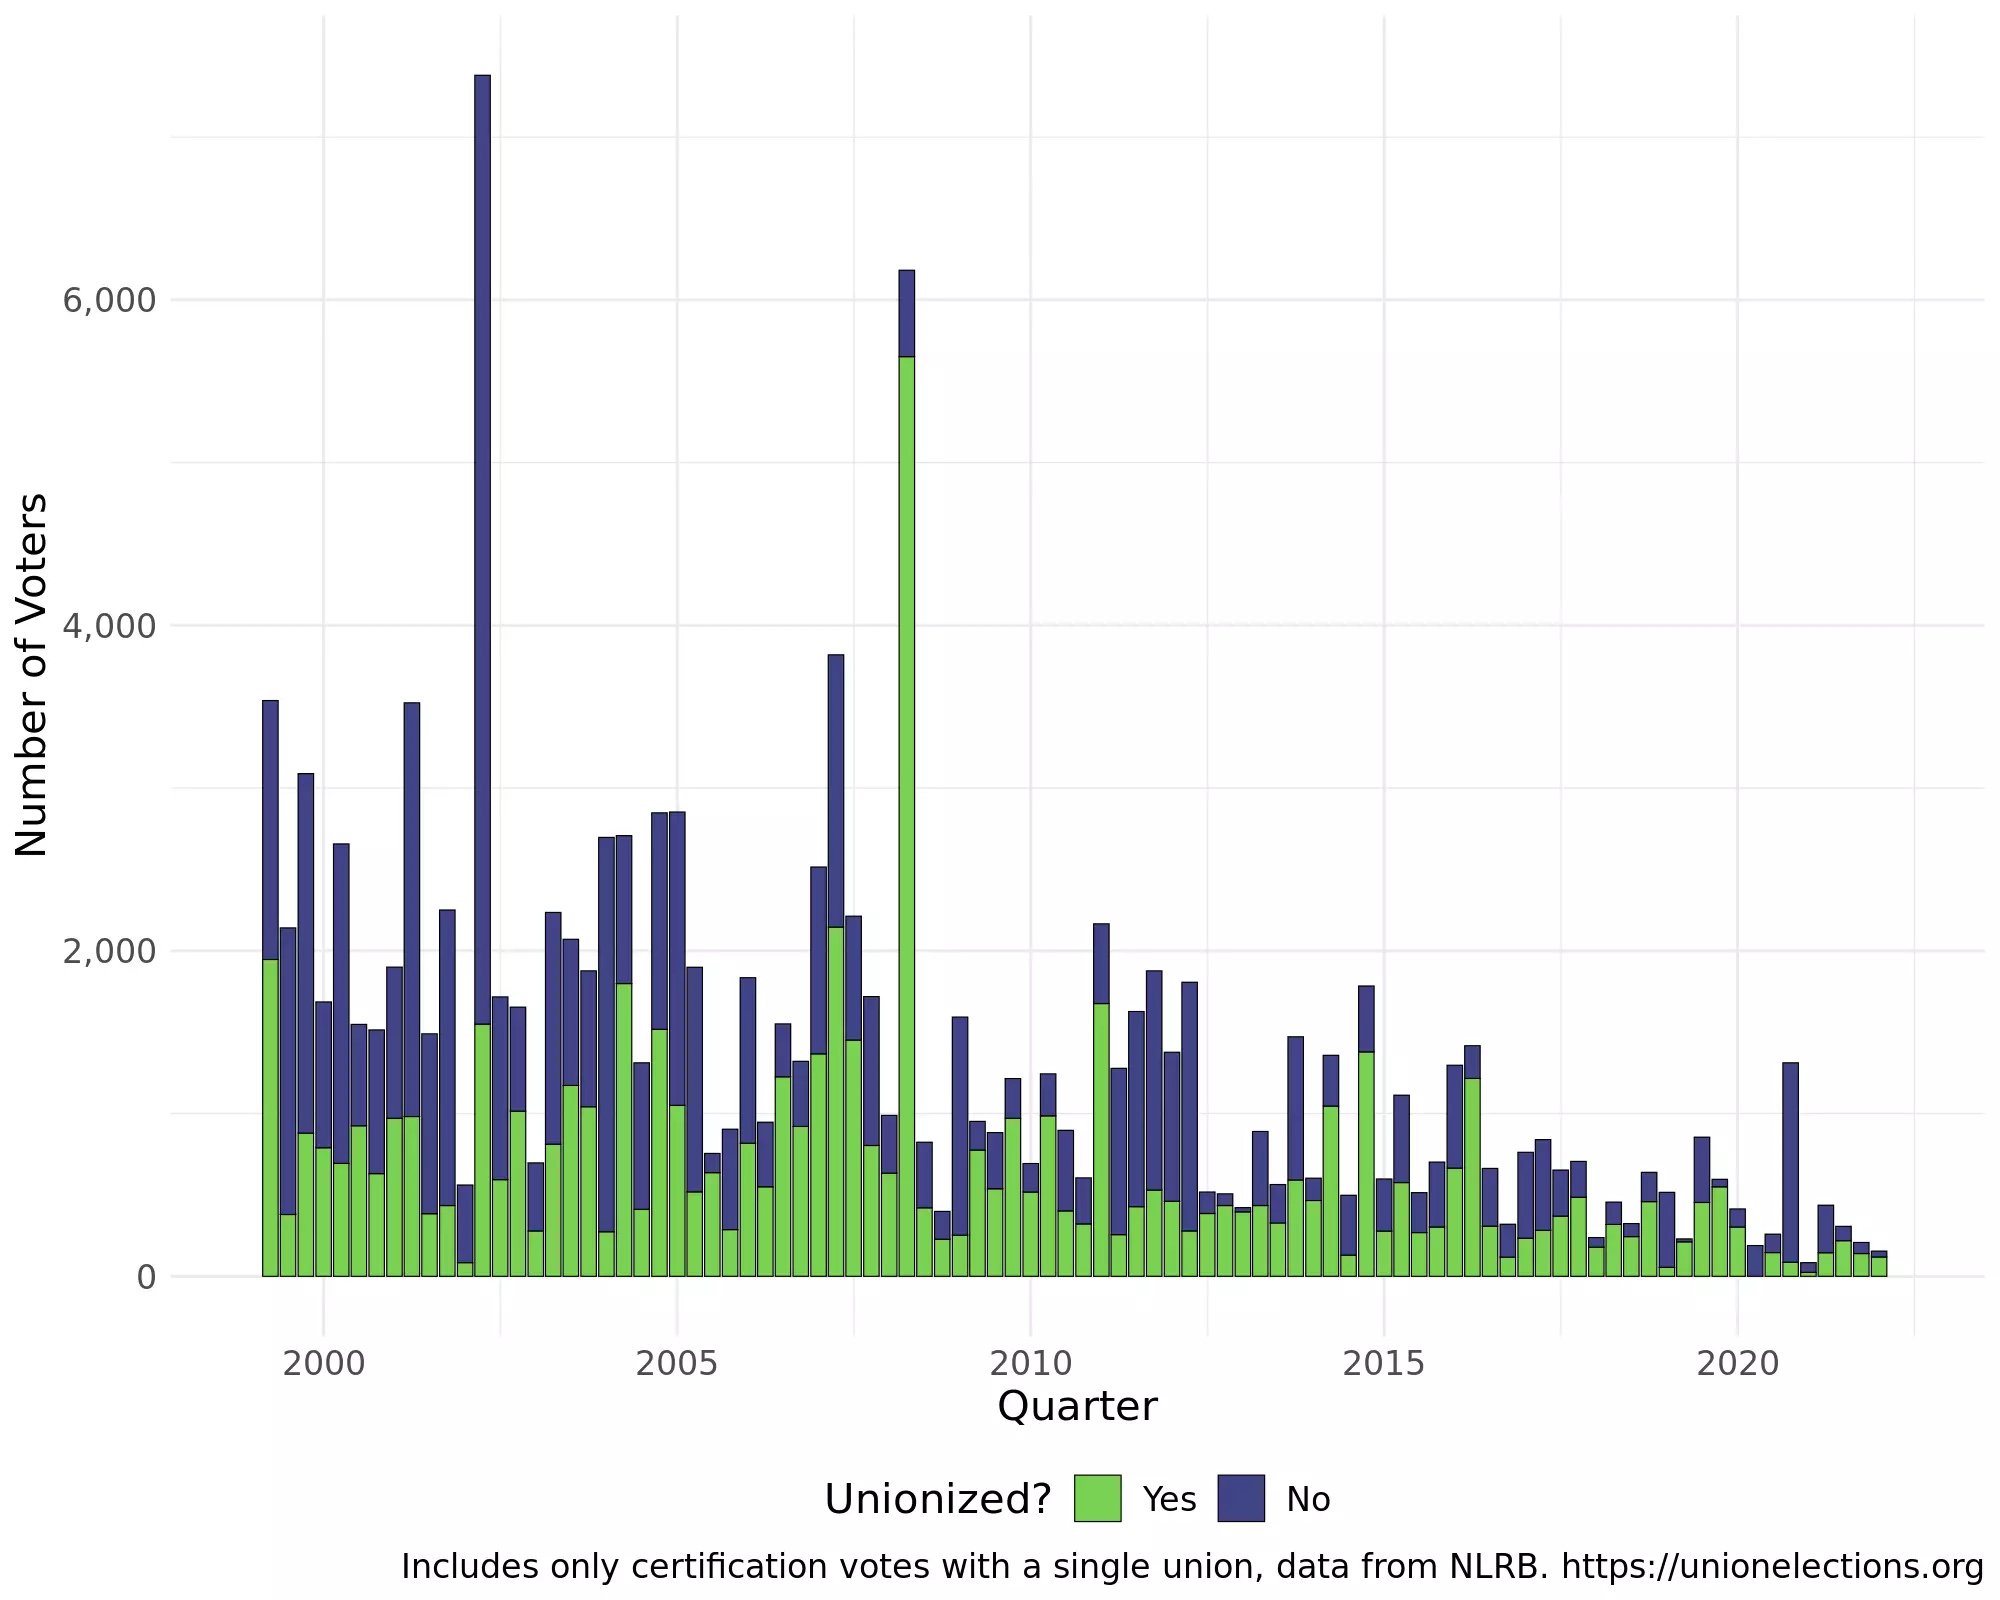 Number of Voters
6,000
4,000
2,000
0
2000 2005 2010 2015 2020
Quarter
Unionized? Yes No
Includes only certification votes with a single union, data from NLRB. https://unionelections.org